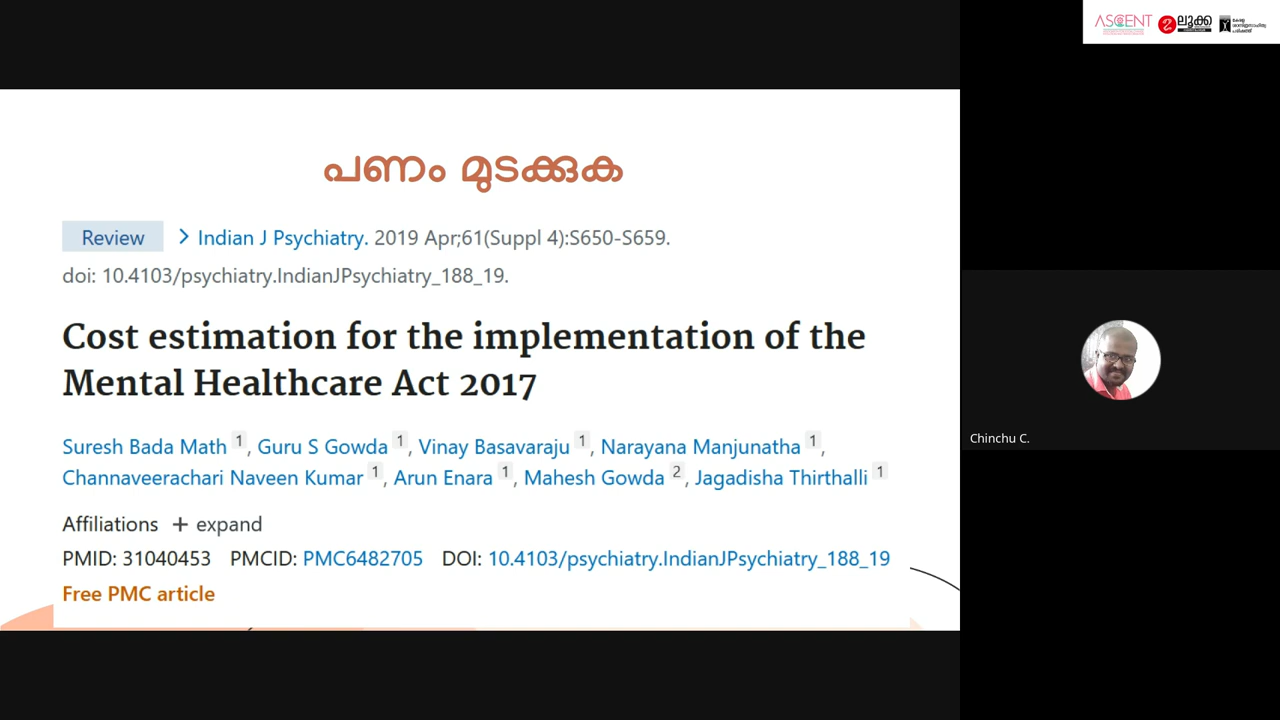 ASCENT
ലൂക്ക
പണം മുടക്കുക
Review > Indian J Psychiatry. 2019 Apr;61(Suppl 4):S650-S659.
doi: 10.4103/psychiatry.IndianJPsychiatry_188_19.
Cost estimation for the implementation of the
Mental Healthcare Act 2017
Suresh Bada Math 1, Guru S Gowda 1, Vinay Basavaraju 1, Narayana Manjunatha 1,
Channaveerachari Naveen Kumar 1, Arun Enara 1, Mahesh Gowda 2, Jagadisha Thirthalli 1
Affiliations + expand
PMID: 31040453 PMCID: PMC6482705 DOI: 10.4103/psychiatry.IndianJPsychiatry_188_19
Free PMC article
Chinchu C.